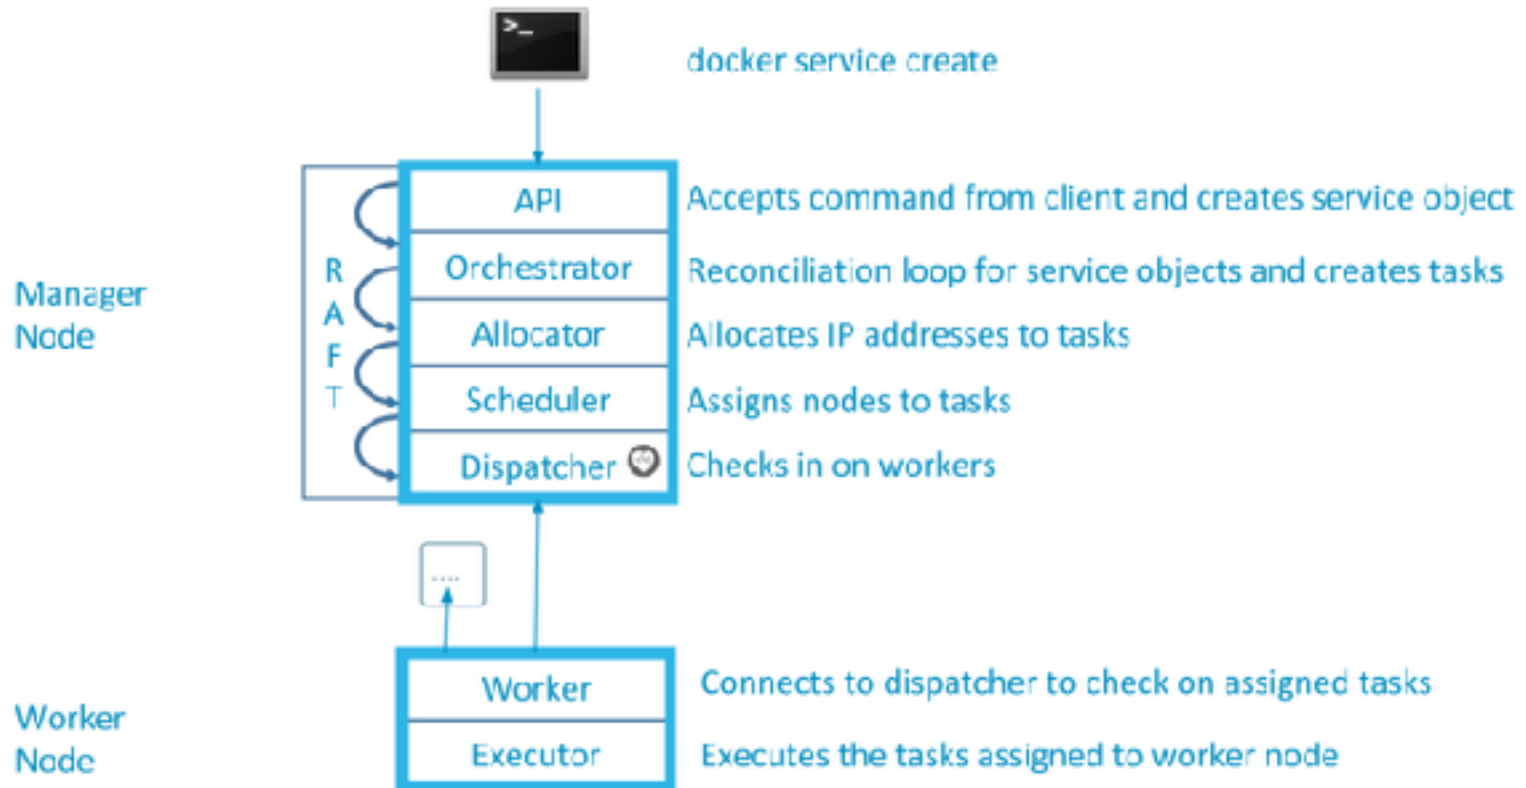 >_
docker service create
API
Accepts command from client and creates service object
R
A
F
T
Orchestrator
Reconciliation loop for service objects and creates tasks
Manager
Node
Allocator
Allocates IP addresses to tasks
Scheduler
Assigns nodes to tasks
Dispatcher
Checks in on workers
....
Worker
Connects to dispatcher to check on assigned tasks
Worker
Node
Executor
Executes the tasks assigned to worker node